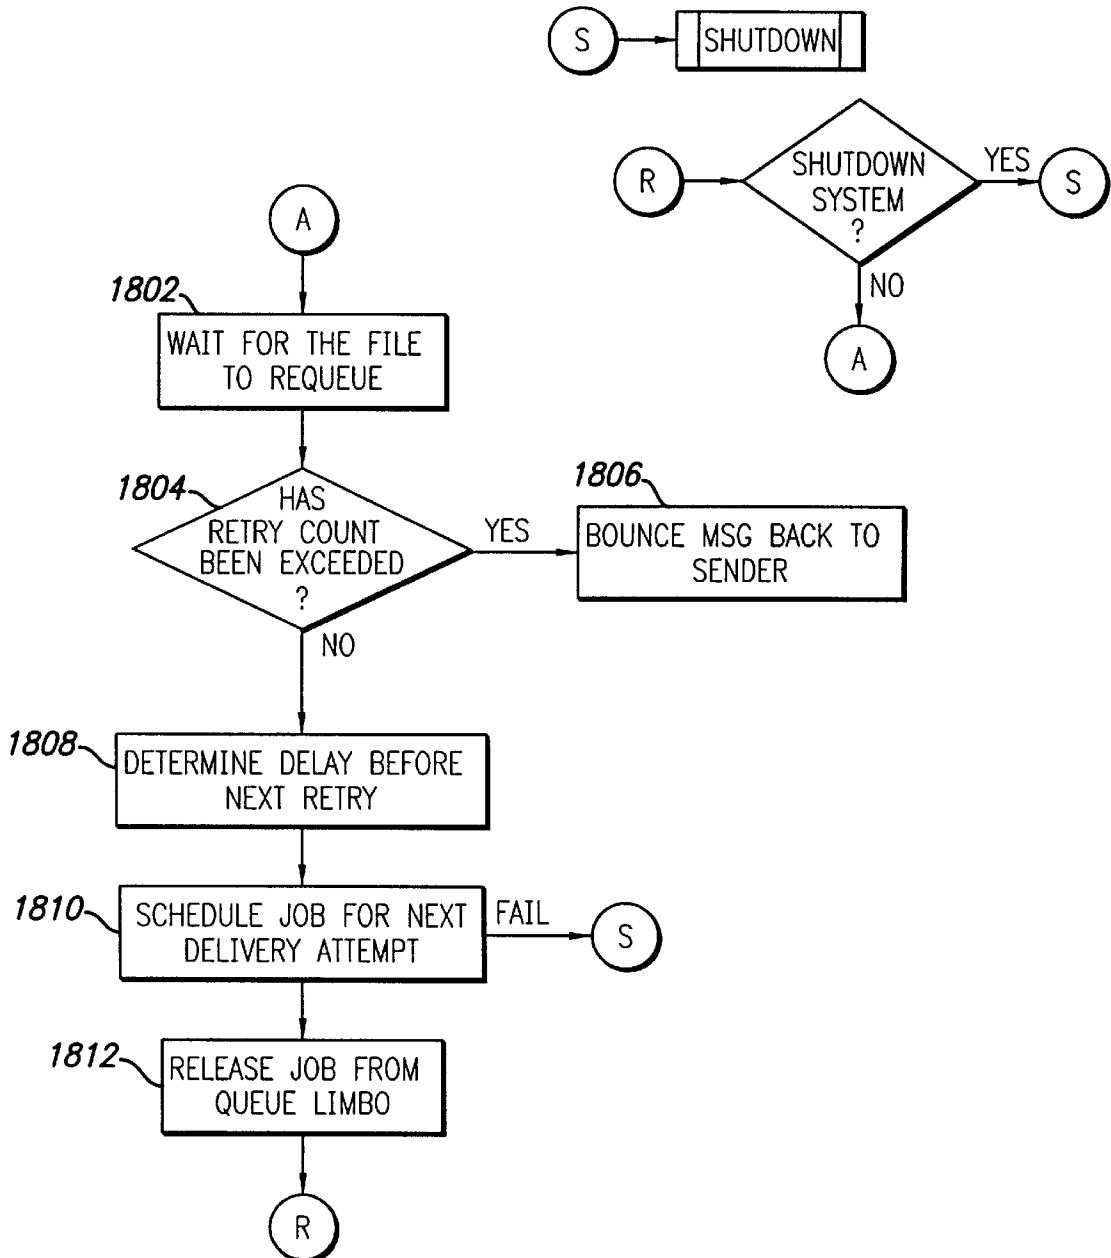 S
SHUTDOWN
R
SHUTDOWN
SYSTEM
?
YES
S
NO
A
A
1802
WAIT FOR THE FILE
TO REQUEUE
1804
HAS
RETRY COUNT
BEEN EXCEEDED
?
YES
1806
BOUNCE MSG BACK TO
SENDER
NO
1808
DETERMINE DELAY BEFORE
NEXT RETRY
1810
SCHEDULE JOB FOR NEXT
DELIVERY ATTEMPT
FAIL
S
1812
RELEASE JOB FROM
QUEUE LIMBO
R